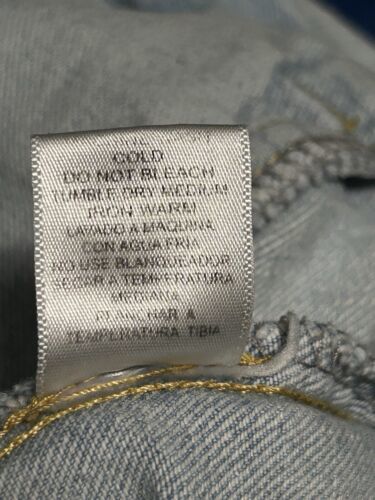 COLD
DO NOT BLEACH
TUMBLE DRY MEDIUM
IRON WARM
LAVADO A MAQUINA
CON AGUA FRIA
NO USE BLANQUEADOR
SEGAR A TEMPERATURA
MEDIANA
PLANCHAR A
TEMPERATURA TIBIA